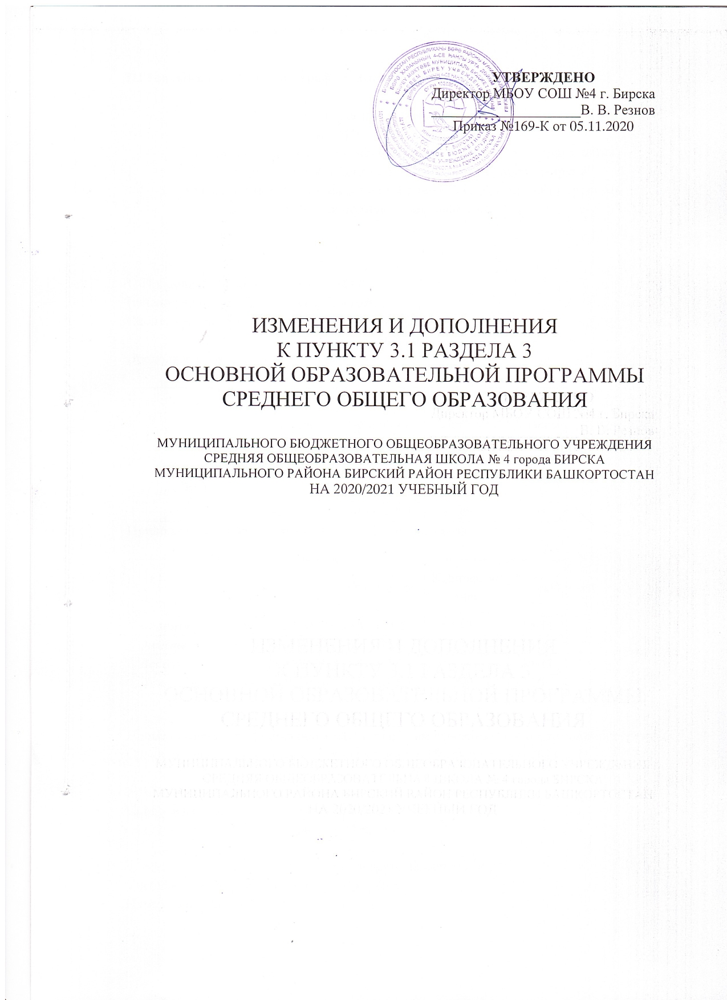 УТВЕРЖДЕНО
Директор МБОУ СОШ №4 г. Бирска
____________________В. В. Резнов
Приказ №169-К от 05.11.2020
ИЗМЕНЕНИЯ И ДОПОЛНЕНИЯ
К ПУНКТУ 3.1 РАЗДЕЛА 3
ОСНОВНОЙ ОБРАЗОВАТЕЛЬНОЙ ПРОГРАММЫ
СРЕДНЕГО ОБЩЕГО ОБРАЗОВАНИЯ
МУНИЦИПАЛЬНОГО БЮДЖЕТНОГО ОБЩЕОБРАЗОВАТЕЛЬНОГО УЧРЕЖДЕНИЯ
СРЕДНЯЯ ОБЩЕОБРАЗОВАТЕЛЬНАЯ ШКОЛА № 4 города БИРСКА
МУНИЦИПАЛЬНОГО РАЙОНА БИРСКИЙ РАЙОН РЕСПУБЛИКИ БАШКОРТОСТАН
НА 2020/2021 УЧЕБНЫЙ ГОД